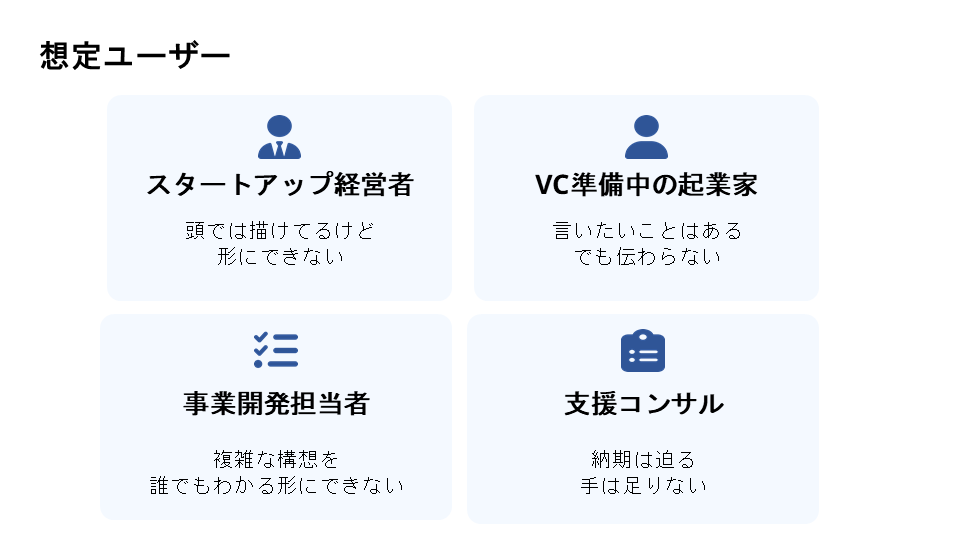 想定ユーザー
スタートアップ経営者
頭では描けてるけど
形にできない
VC準備中の起業家
言いたいことはある
でも伝わらない
事業開発担当者
複雑な構想を
誰でもわかる形にできない
支援コンサル
納期は迫る
手は足りない